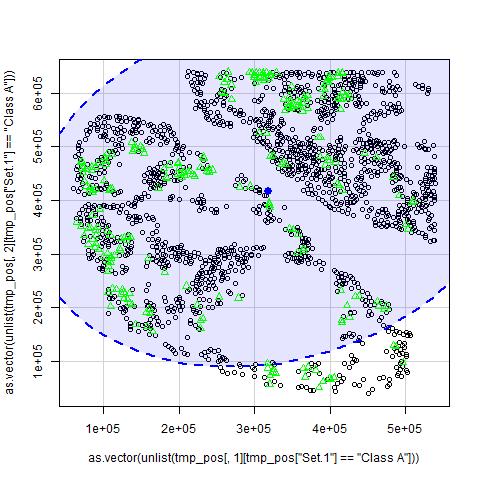 as.vector(unlist(tmp_pos[, 2][tmp_pos["Set.1"] == "Class A"]))
6e+05
5e+05
4e+05
3e+05
2e+05
1e+05
1e+05 2e+05 3e+05 4e+05 5e+05
as.vector(unlist(tmp_pos[, 1][tmp_pos["Set.1"] == "Class A"]))